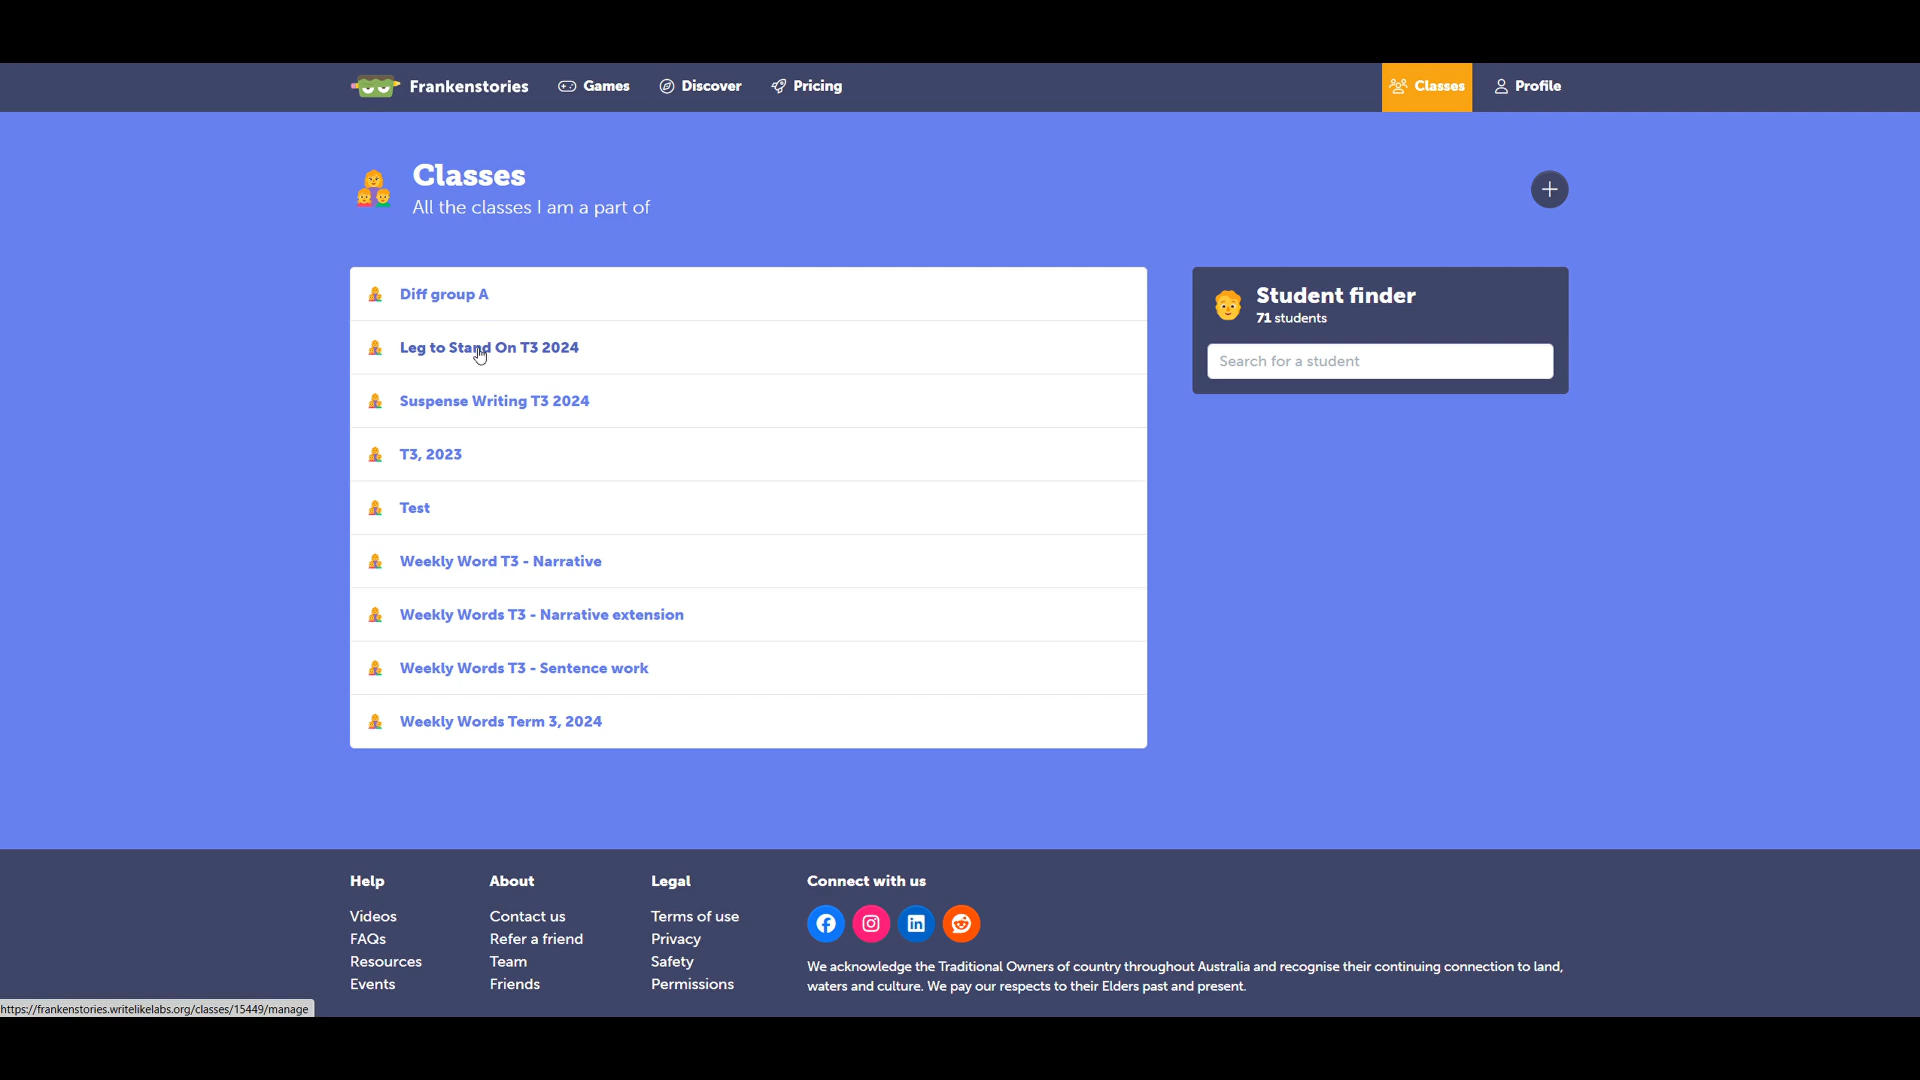 Frankenstories
Games
Discover
Pricing
Classes
Profile
Classes
All the classes I am a part of
Diff group A
Leg to Stand On T3 2024
Suspense Writing T3 2024
T3, 2023
Test
Weekly Word T3 - Narrative
Weekly Words T3 - Narrative extension
Weekly Words T3 - Sentence work
Weekly Words Term 3, 2024
Student finder
71 students
Search for a student
Help
Videos
FAQs
Resources
Events
About
Contact us
Refer a friend
Team
Friends
Legal
Terms of use
Privacy
Safety
Permissions
Connect with us
We acknowledge the Traditional Owners of country throughout Australia and recognise their continuing connection to land,
waters and culture. We pay our respects to their Elders past and present.
https://frankenstories.writelikelabs.org/classes/15449/manage